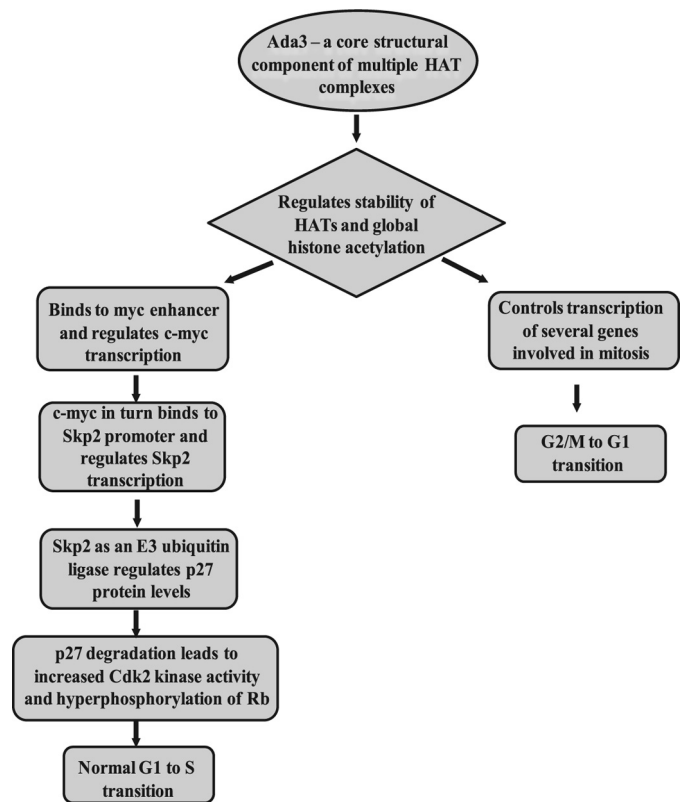 Ada3 – a core structural
component of multiple HAT
complexes
Regulates stability of
HATs and global
histone acetylation
Binds to myc enhancer
and regulates c-myc
transcription
c-myc in turn binds to
Skp2 promoter and
regulates Skp2
transcription
Skp2 as an E3 ubiquitin
ligase regulates p27
protein levels
p27 degradation leads to
increased Cdk2 kinase activity
and hyperphosphorylation of Rb
Normal G1 to S
transition
Controls transcription
of several genes
involved in mitosis
G2/M to G1
transition